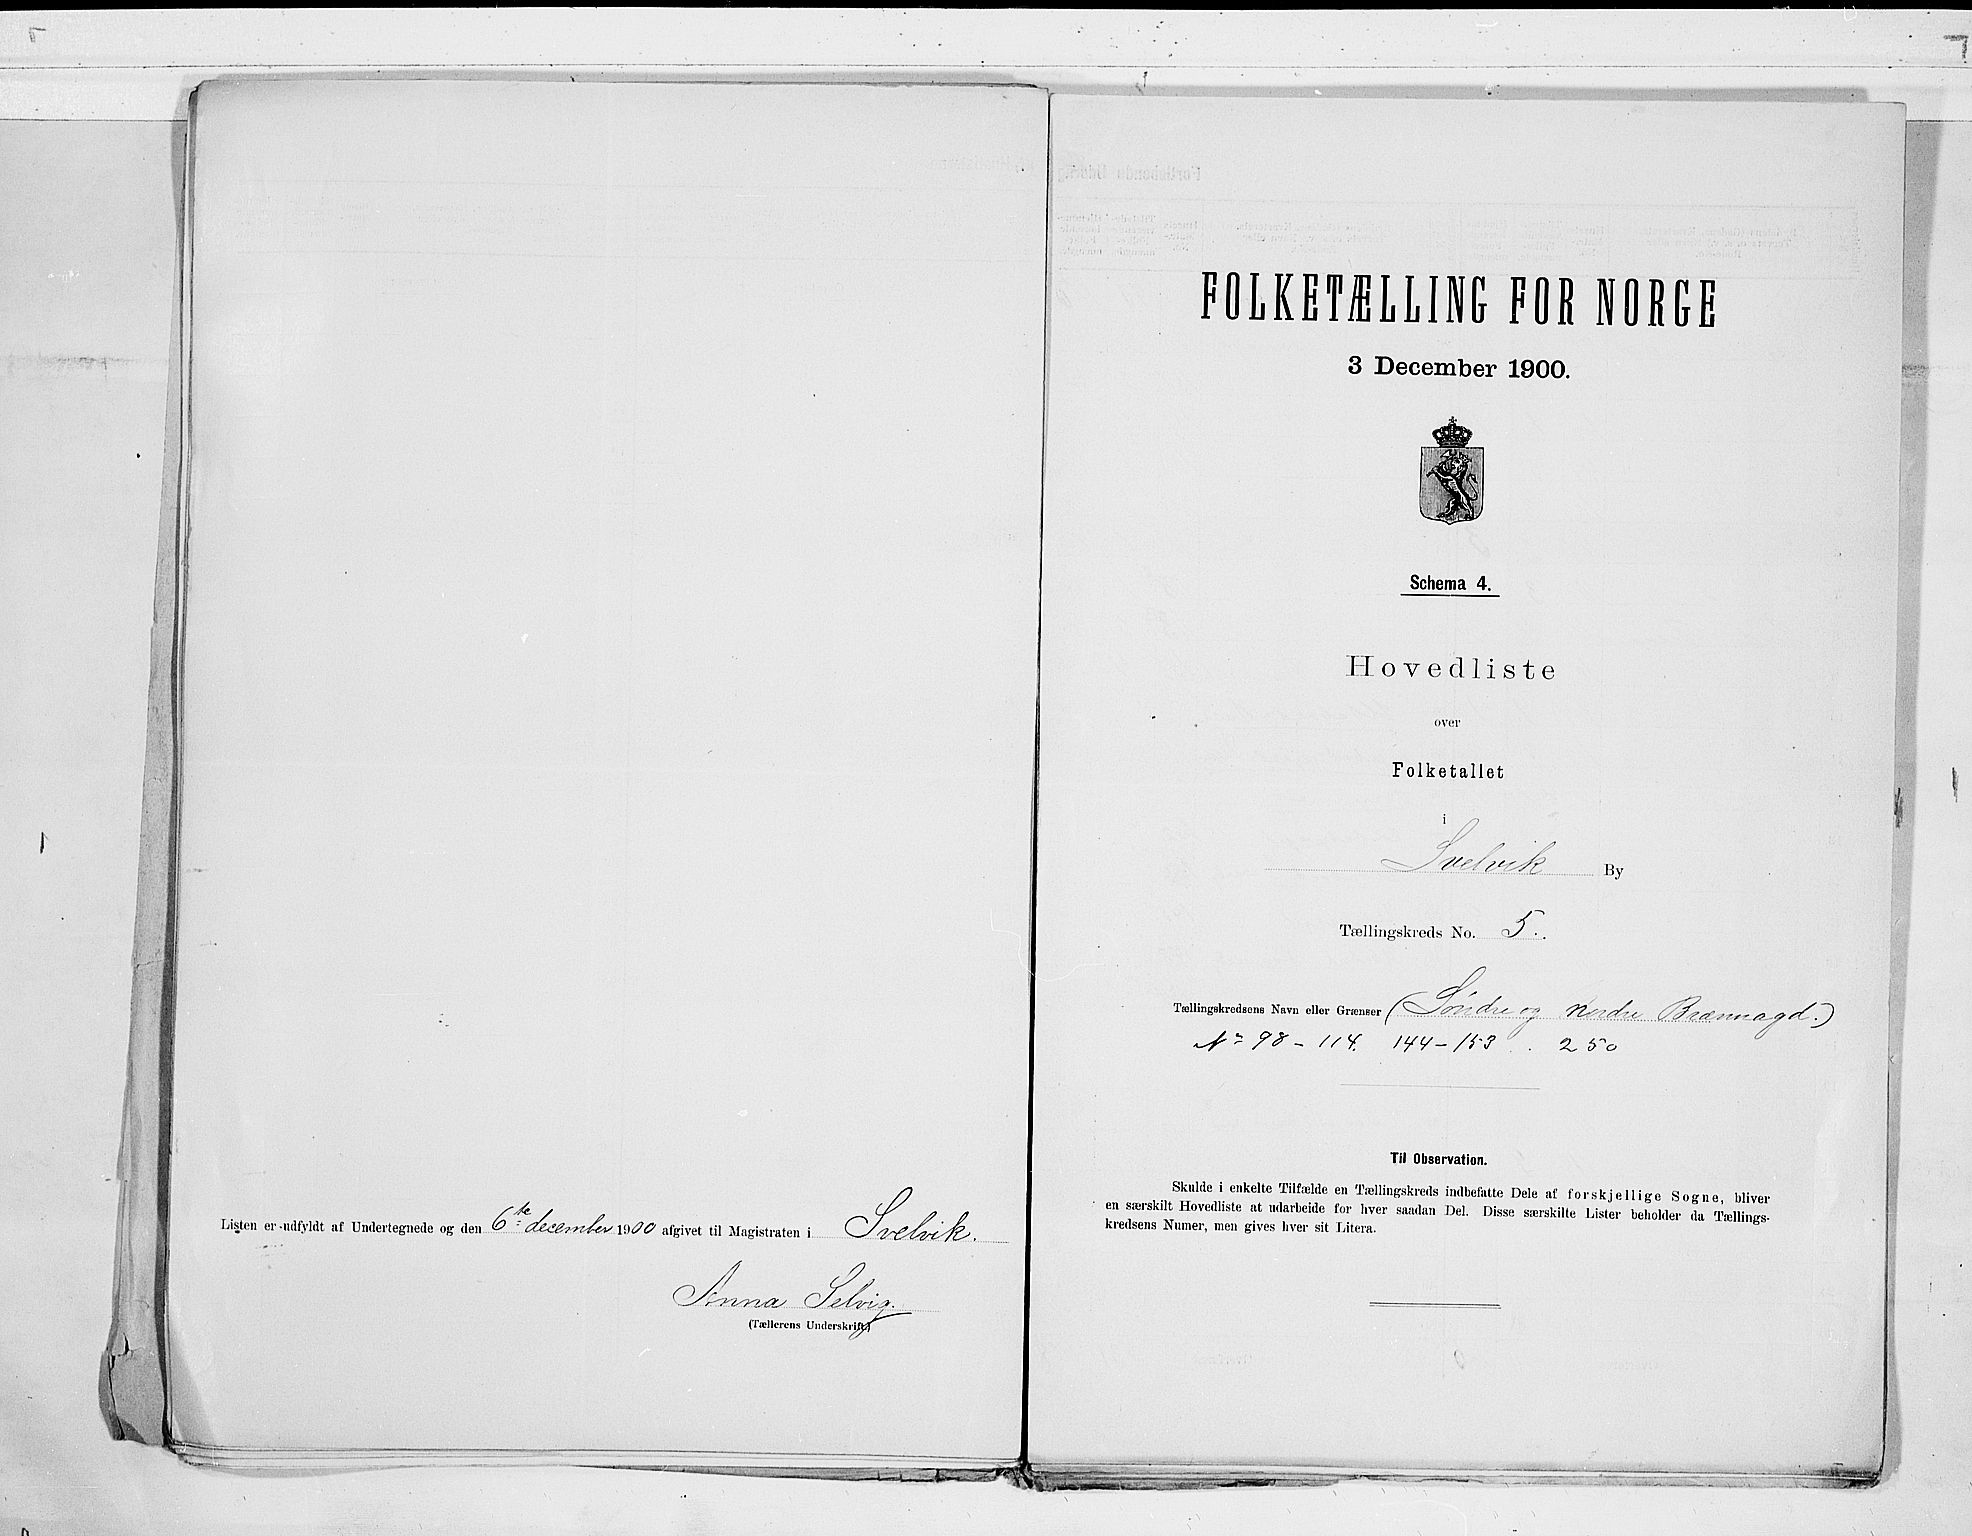 Listen er udfyldt af Undertegnede og den 6te december 1900 afgivet til Magistraten i Svelvik.
Anna Selvig.
(Tællerens Underskrift.)
FOLKETÆLLING FOR NORGE
3 December 1900.
Schema 4.
Hovedliste
over
Folketallet
i
Svelvik By
Tællingskreds No. 5.
Tællingskredsens Navn eller Grænser (Söndre og Nordre Brænnagd.)
No 98 - 114. 144 - 153. 250
Til Observation.
Skulde i enkelte Tilfælde en Tællingskreds indbefatte Dele af forskjellige Sogne, bliver
en særskilt Hovedliste at udarbeide for hver saadan Del. Disse særskilte Lister beholder da Tællings-
kredsens Numer, men gives hver sit Litera.